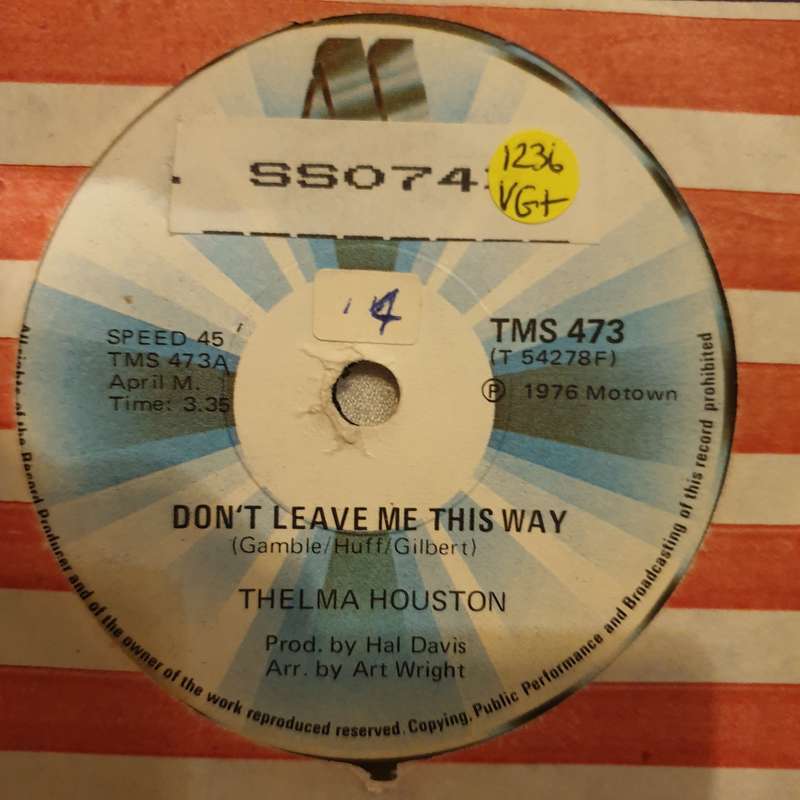 SS074
1236
VG+
4
SPEED 45
TMS 473A
April M.
Time: 3.35
TMS 473
(T 54278F)
Ⓟ 1976 Motown
DON'T LEAVE ME THIS WAY
(Gamble/Huff/Gilbert)
THELMA HOUSTON
Prod. by Hal Davis
Arr. by Art Wright
All rights of the Record Producer and of the owner of the work reproduced reserved. Copying, Public Performance and Broadcasting of this record prohibited